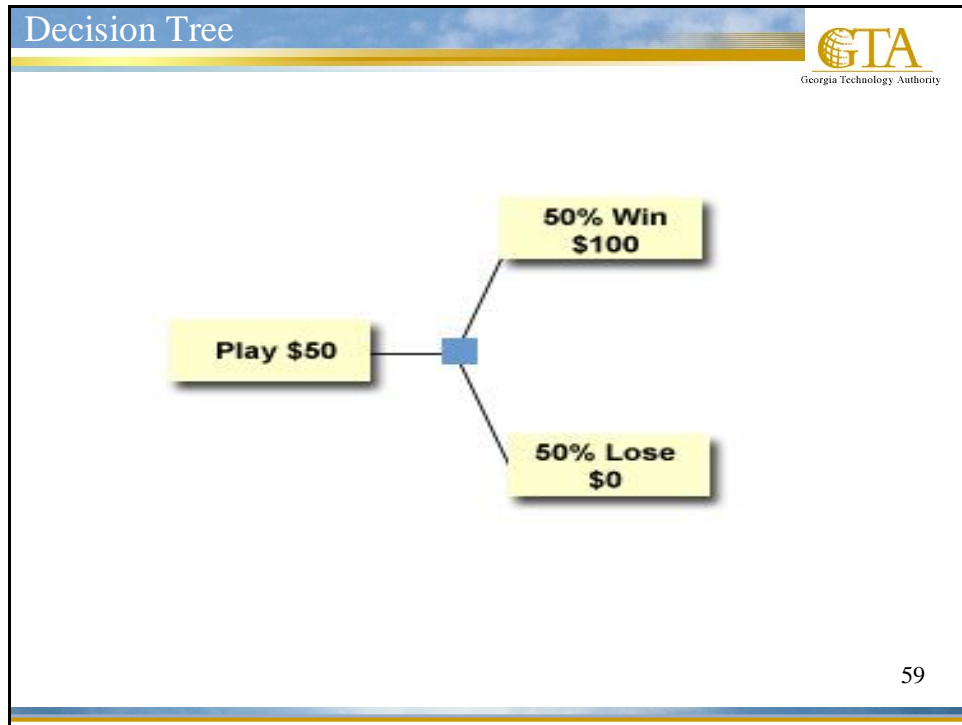 Decision Tree
GTA
Georgia Technology Authority
50% Win
$100
Play $50
50% Lose
$0
59